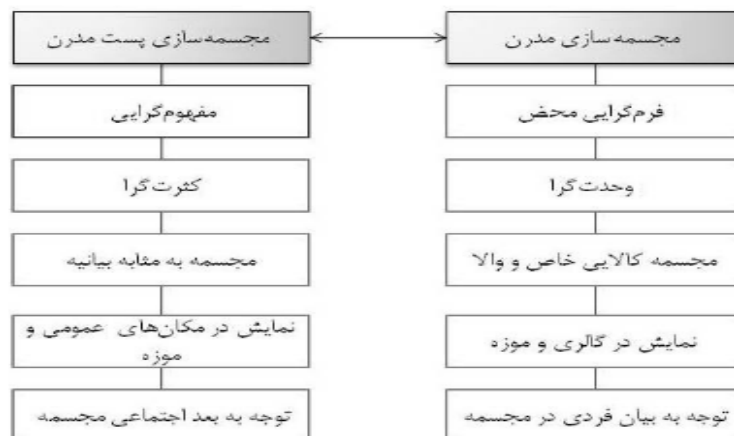 مجسمه‌سازی مدرن
فرم‌گرایی محض
وحدت‌گرا
مجسمه کالایی خاص و والا
نمایش در گالری و موزه
توجه به بیان فردی در مجسمه
مجسمه‌سازی پست مدرن
مفهوم‌گرایی
کثرت‌گرا
مجسمه به مثابه بیانیه
نمایش در مکان‌های عمومی و
موزه
توجه به بعد اجتماعی مجسمه